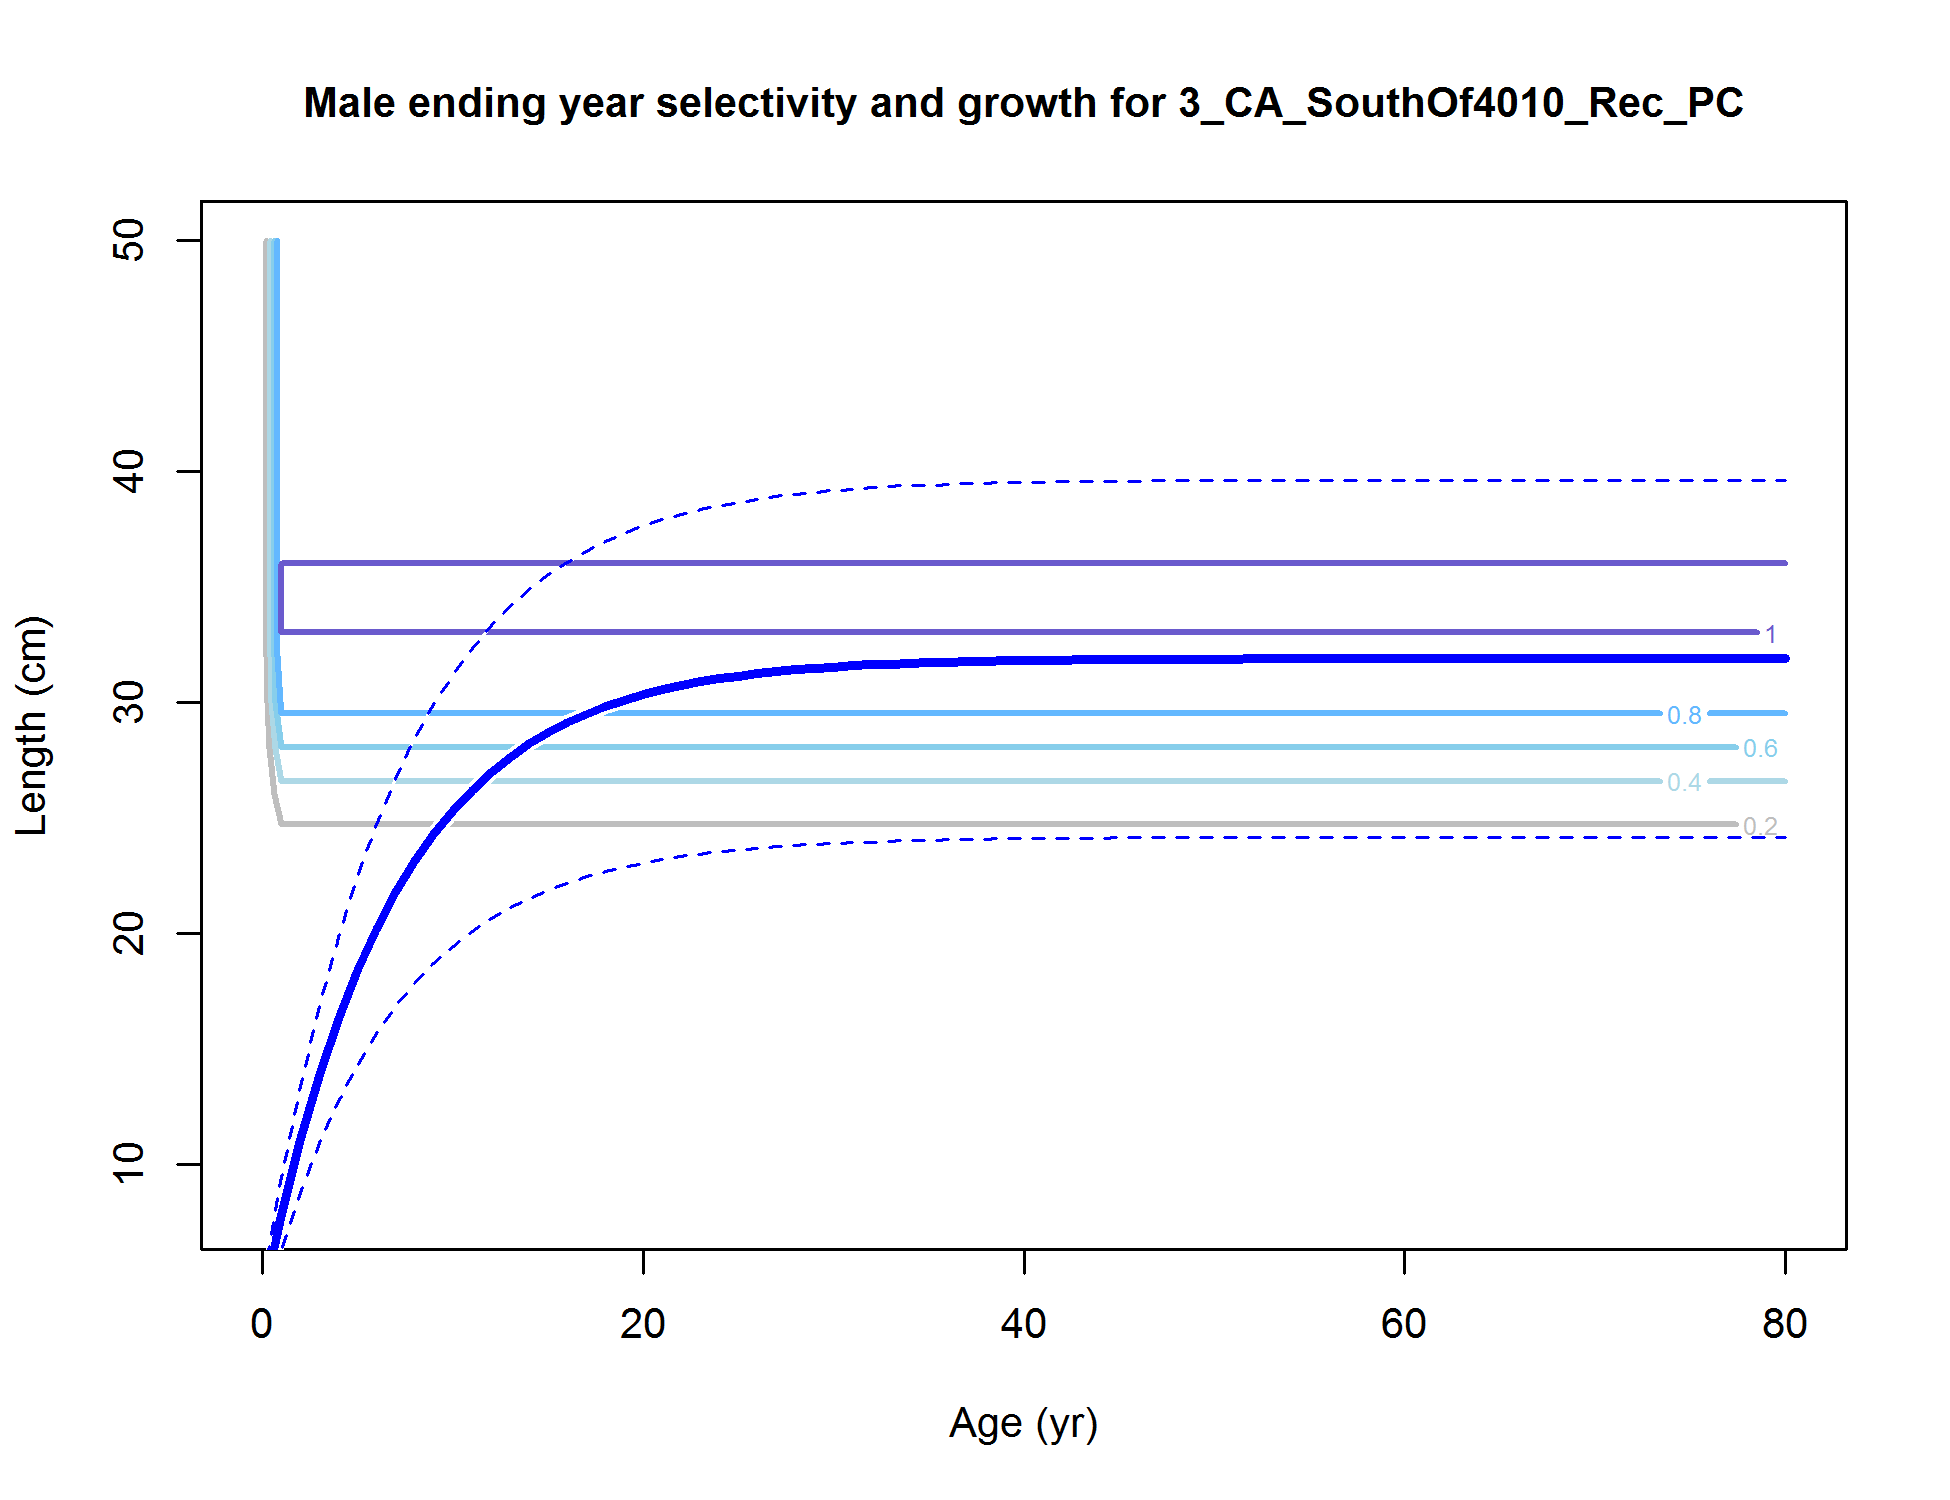 Male ending year selectivity and growth for 3_CA_SouthOf4010_Rec_PC
Length (cm)
50
40
30
20
10
1
0.8
0.6
0.4
0.2
0 20 40 60 80
Age (yr)